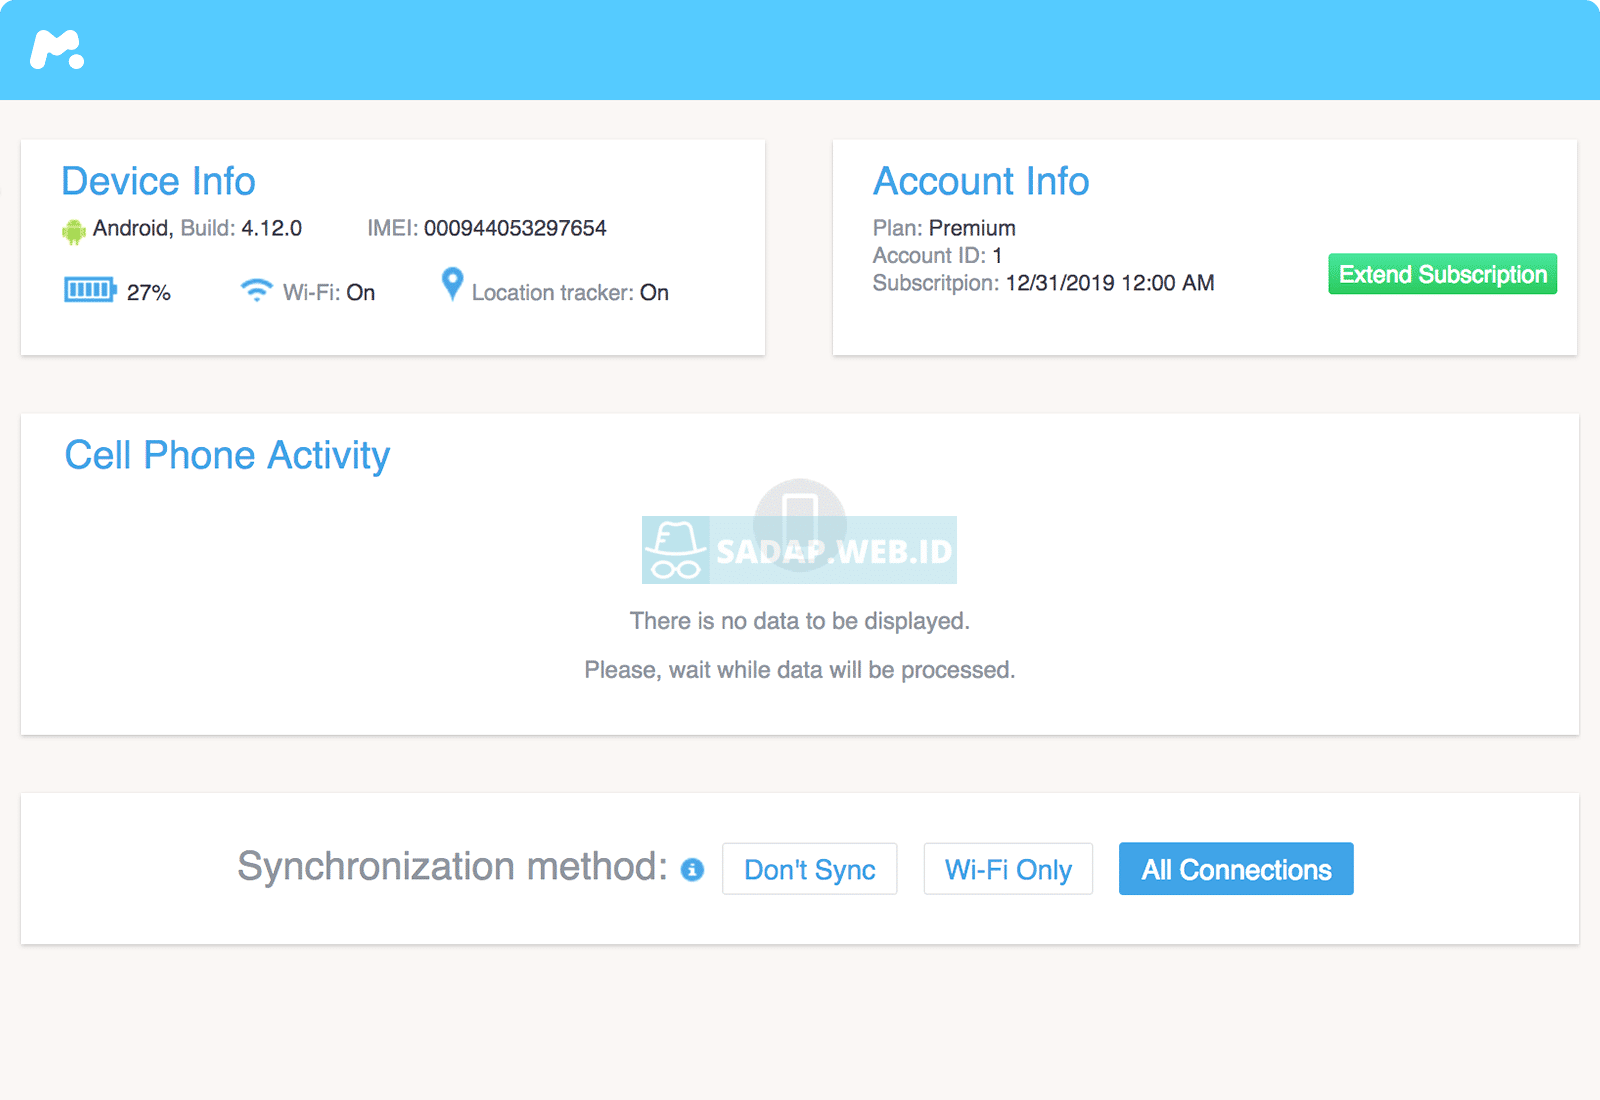 Device Info
Android, Build: 4.12.0 IMEI: 000944053297654
27% Wi-Fi: On Location tracker: On
Account Info
Plan: Premium
Account ID: 1
Subscritpion: 12/31/2019 12:00 AM
Extend Subscription
Cell Phone Activity
SADAP.WEB.ID
There is no data to be displayed.
Please, wait while data will be processed.
Synchronization method: Don't Sync Wi-Fi Only All Connections